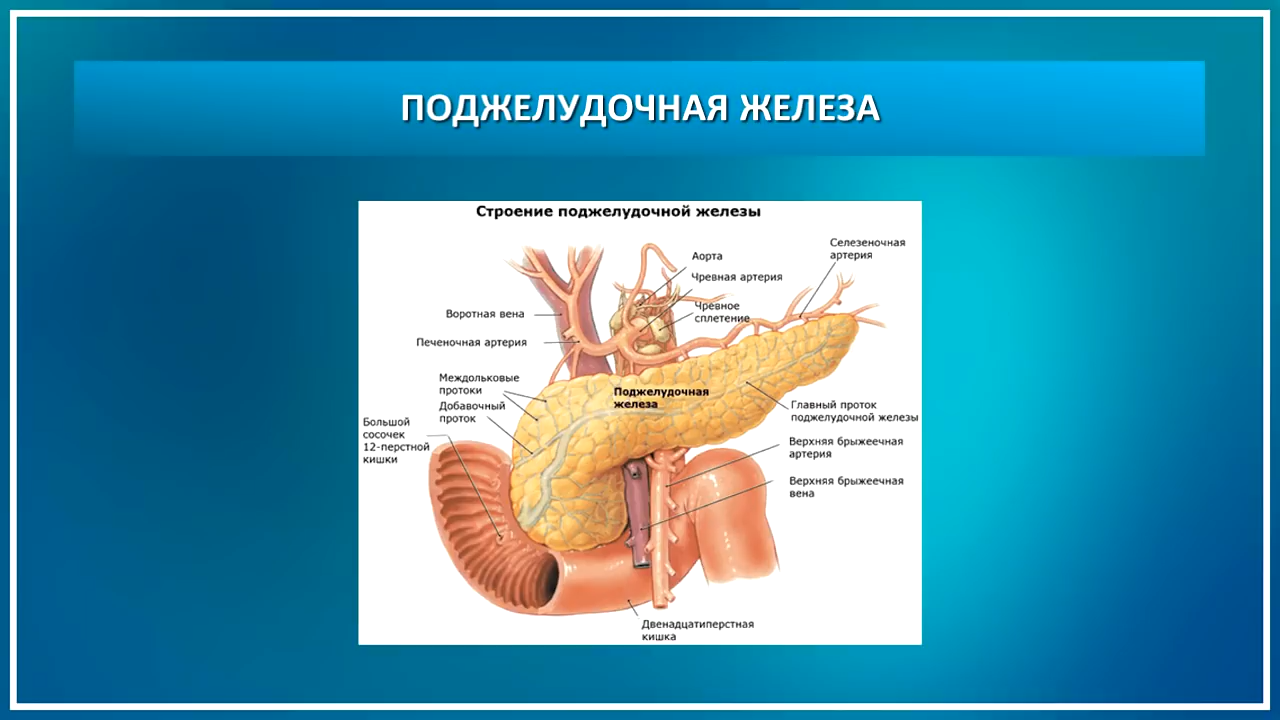 ПОДЖЕЛУДОЧНАЯ ЖЕЛЕЗА
Строение поджелудочной железы
Селезеночная
артерия
Аорта
Чревная артерия
Чревное
сплетение
Воротная вена
Печеночная артерия
Междольковые
протоки
Добавочный
проток
Большой
сосочек
12-перстной
кишки
Поджелудочная
железа
Главный проток
поджелудочной железы
Верхняя брыжеечная
артерия
Верхняя брыжеечная
вена
Двенадцатиперстная
кишка